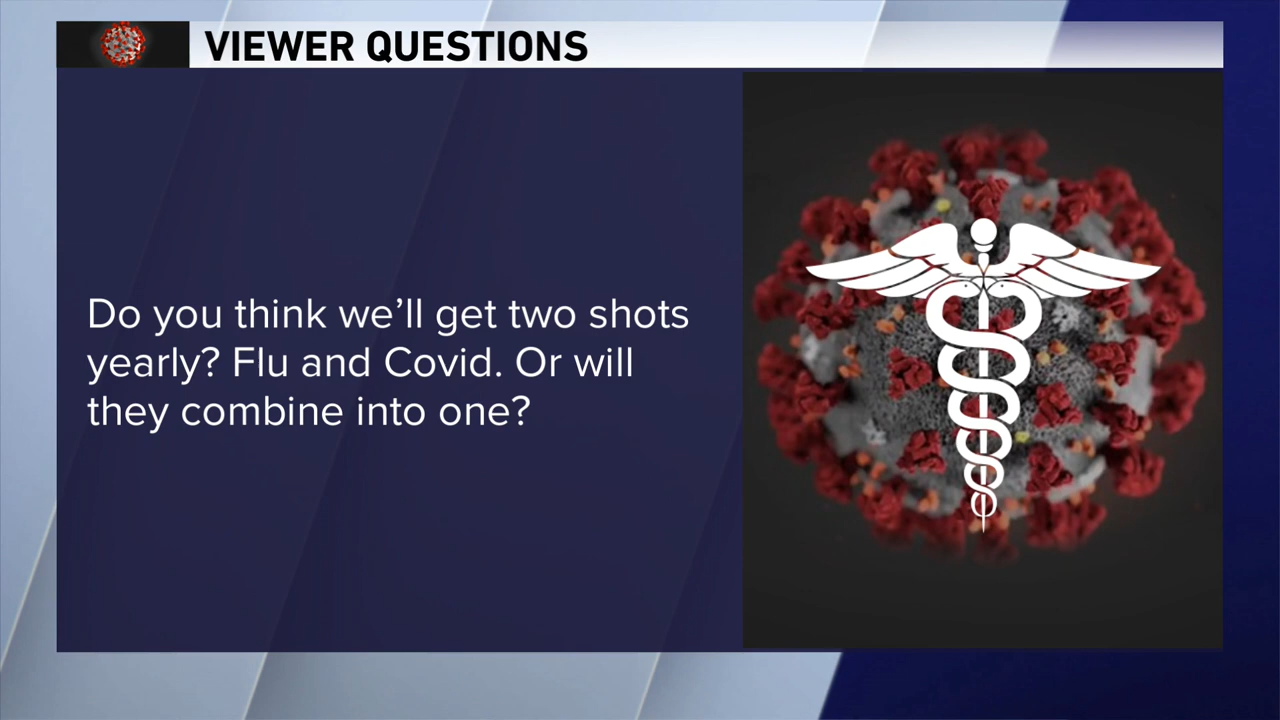 VIEWER QUESTIONS
Do you think we’ll get two shots
yearly? Flu and Covid. Or will
they combine into one?